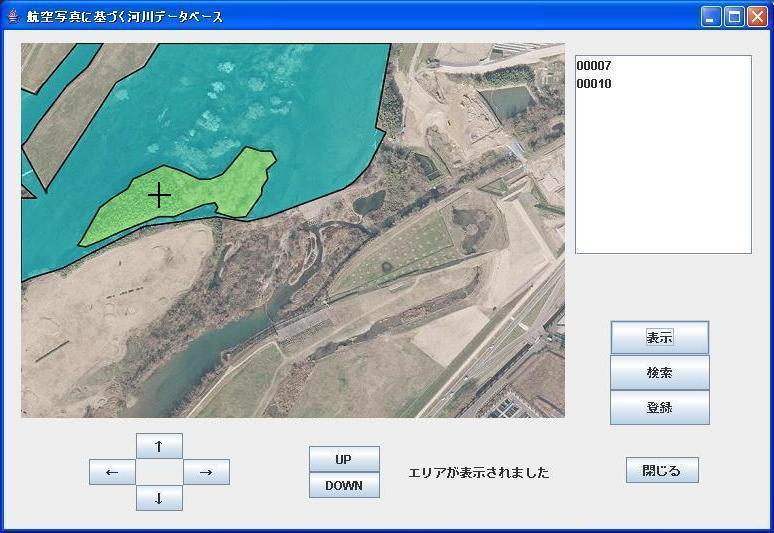 航空写真に基づく河川データベース
00007
00010
表示
検索
登録
↑
← →
↓
UP
DOWN
エリアが表示されました
閉じる